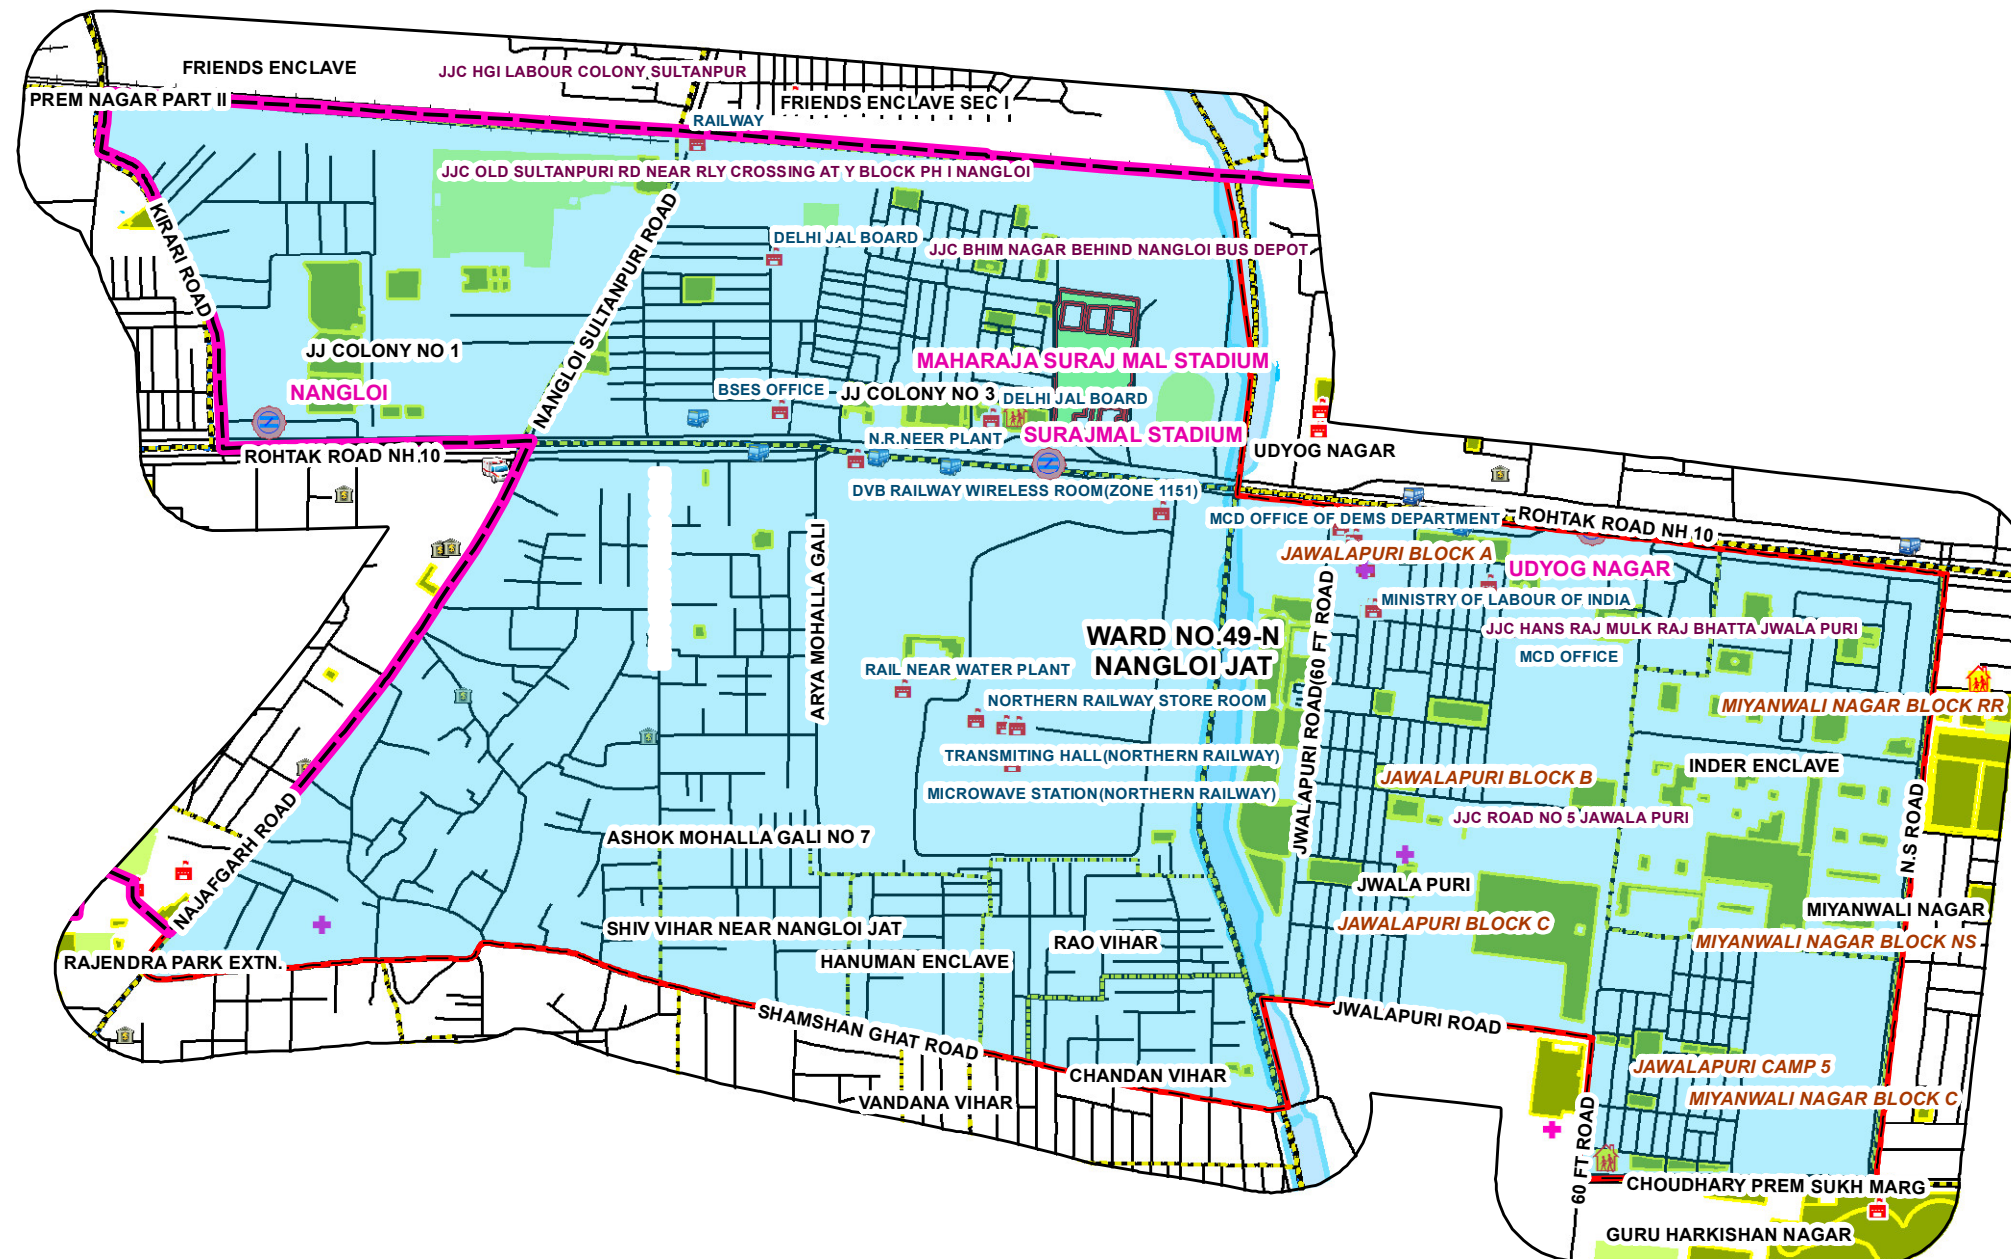 FRIENDS ENCLAVE
JJC HGI LABOUR COLONY SULTANPUR
PREM NAGAR PART II
FRIENDS ENCLAVE SEC I
RAILWAY
JJC OLD SULTANPURI RD NEAR RLY CROSSING AT Y BLOCK PH I NANGLOI
KIRARI ROAD
NANGLOI SULTANPURI ROAD
DELHI JAL BOARD
JJC BHIM NAGAR BEHIND NANGLOI BUS DEPOT
JJ COLONY NO 1
MAHARAJA SURAJ MAL STADIUM
NANGLOI
BSES OFFICE
JJ COLONY NO 3
DELHI JAL BOARD
N.R.NEER PLANT
SURAJMAL STADIUM
ROHTAK ROAD NH.10
UDYOG NAGAR
DVB RAILWAY WIRELESS ROOM(ZONE 1151)
MCD OFFICE OF DEMS DEPARTMENT
ROHTAK ROAD NH.10
JAWALAPURI BLOCK A
UDYOG NAGAR
ARYA MOHALLA GALI
JWALAPURI ROAD(60 FT ROAD)
MINISTRY OF LABOUR OF INDIA
WARD NO.49-N
NANGLOI JAT
JJC HANS RAJ MULK RAJ BHATTA JWALA PURI
MCD OFFICE
RAIL NEAR WATER PLANT
NORTHERN RAILWAY STORE ROOM
MIYANWALI NAGAR BLOCK RR
TRANSMITING HALL(NORTHERN RAILWAY)
INDER ENCLAVE
JAWALAPURI BLOCK B
MICROWAVE STATION(NORTHERN RAILWAY)
JJC ROAD NO 5 JAWALA PURI
N.S ROAD
NAJAFGARH ROAD
ASHOK MOHALLA GALI NO 7
JWALA PURI
MIYANWALI NAGAR
SHIV VIHAR NEAR NANGLOI JAT
JAWALAPURI BLOCK C
RAO VIHAR
MIYANWALI NAGAR BLOCK NS
RAJENDRA PARK EXTN.
HANUMAN ENCLAVE
SHAMSHAN GHAT ROAD
JWALAPURI ROAD
CHANDAN VIHAR
JAWALAPURI CAMP 5
VANDANA VIHAR
MIYANWALI NAGAR BLOCK C
60 FT ROAD
CHOUDHARY PREM SUKH MARG
GURU HARKISHAN NAGAR